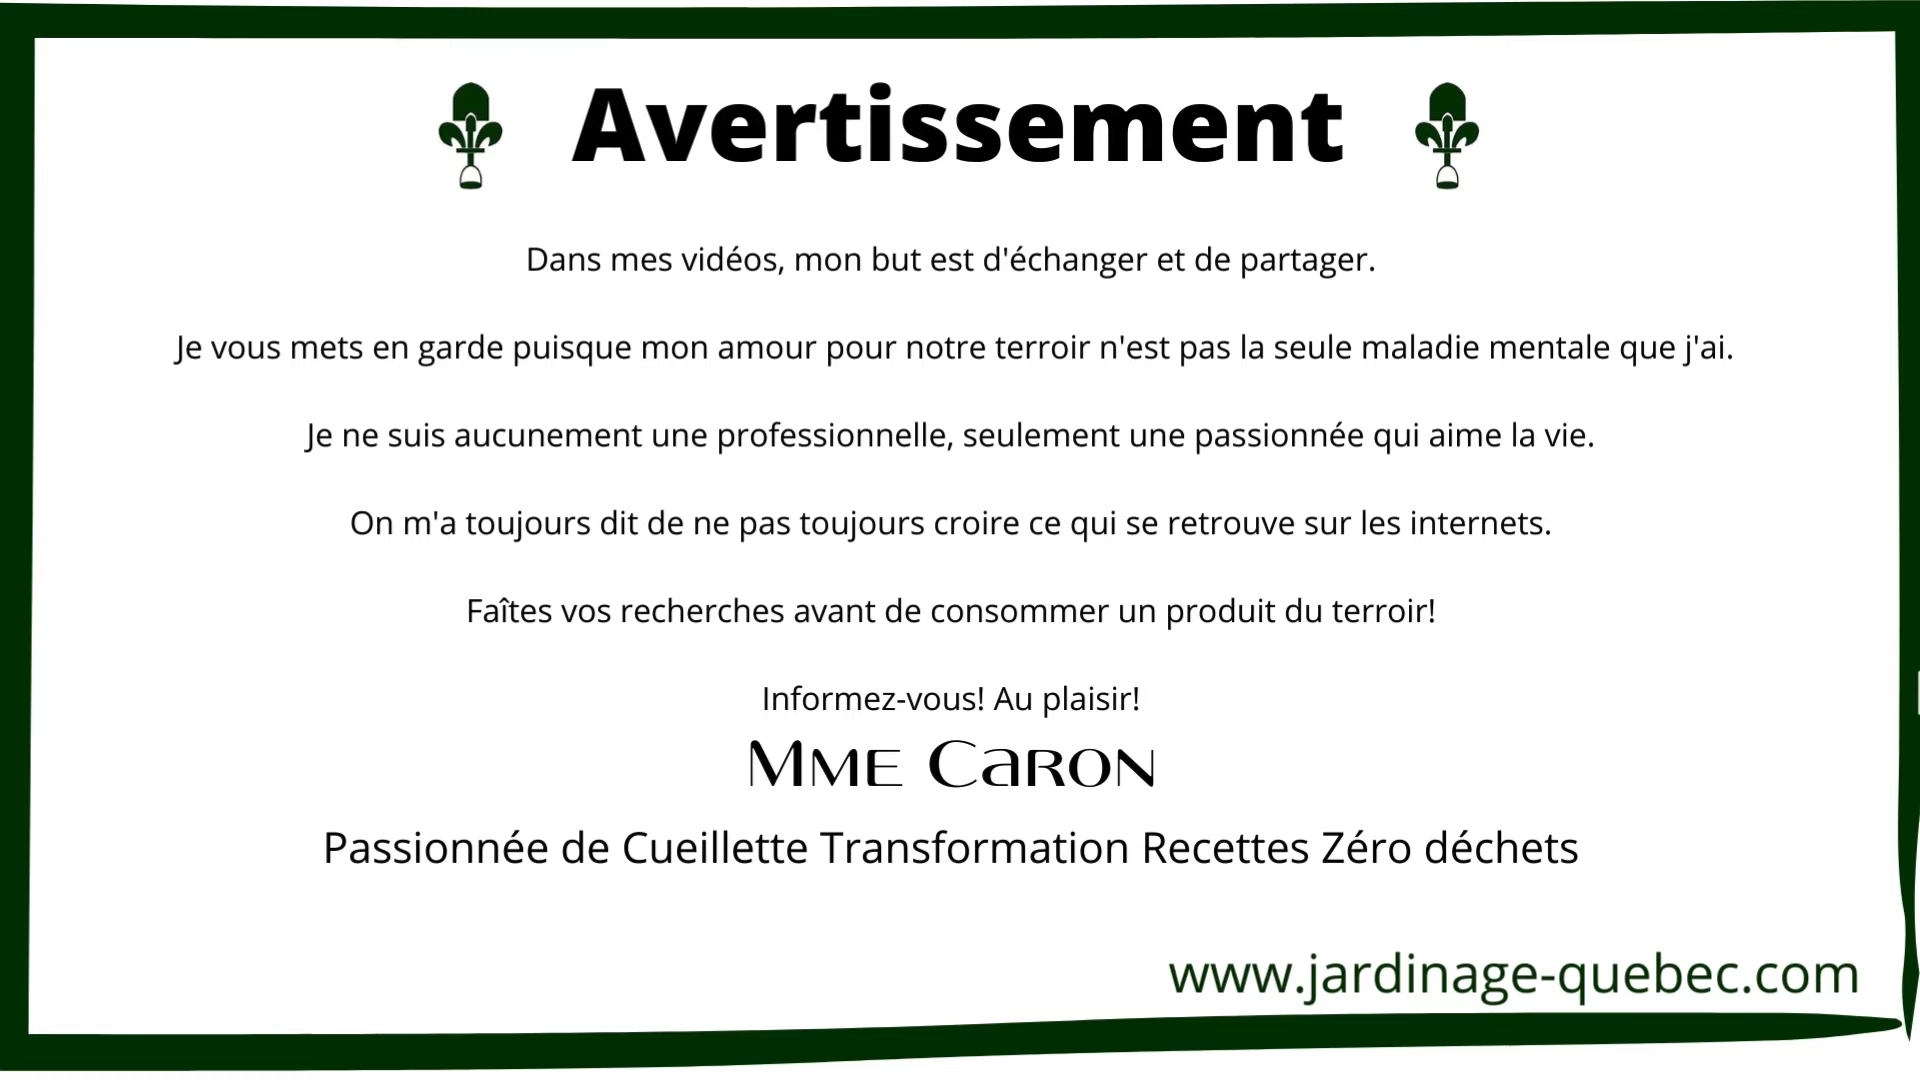 Avertissement
Dans mes vidéos, mon but est d'échanger et de partager.
Je vous mets en garde puisque mon amour pour notre terroir n'est pas la seule maladie mentale que j'ai.
Je ne suis aucunement une professionnelle, seulement une passionnée qui aime la vie.
On m'a toujours dit de ne pas toujours croire ce qui se retrouve sur les internets.
Faîtes vos recherches avant de consommer un produit du terroir!
Informez-vous! Au plaisir!
Mme Caron
Passionnée de Cueillette Transformation Recettes Zéro déchets
www.jardinage-quebec.com